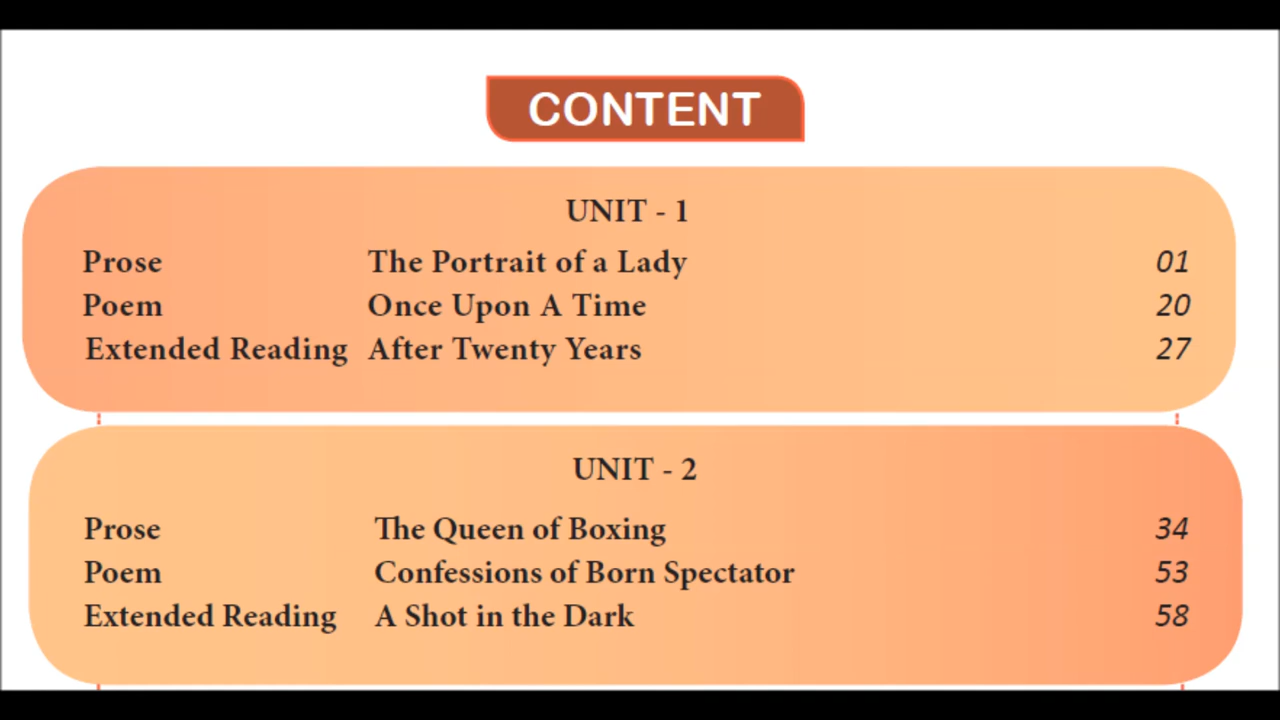 CONTENT
UNIT - 1
Prose The Portrait of a Lady 01
Poem Once Upon A Time 20
Extended Reading After Twenty Years 27
UNIT - 2
Prose The Queen of Boxing 34
Poem Confessions of Born Spectator 53
Extended Reading A Shot in the Dark 58